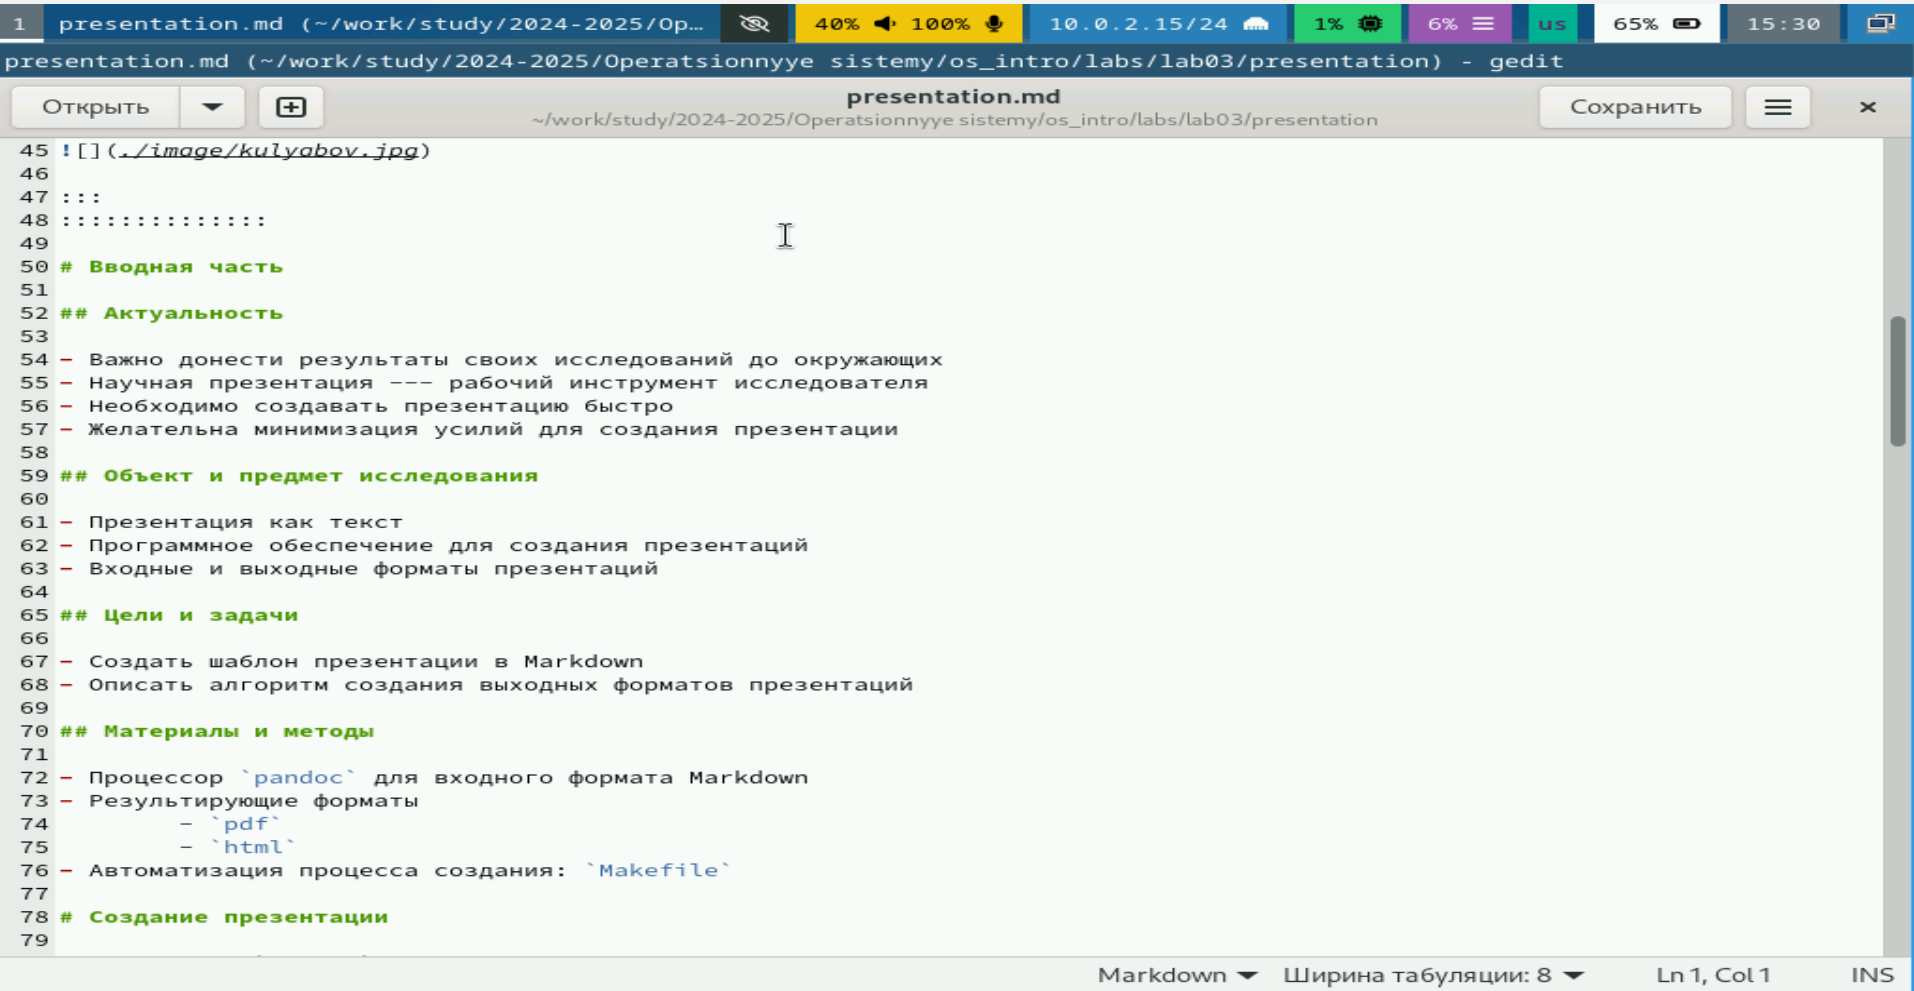 1 presentation.md (~/work/study/2024-2025/Op… 40% 100% 10.0.2.15/24 1% 6% us 65% 15:30
presentation.md (~/work/study/2024-2025/Operatsionnyye sistemy/os_intro/labs/lab03/presentation) - gedit
Открыть presentation.md Сохранить
~/work/study/2024-2025/Operatsionnyye sistemy/os_intro/labs/lab03/presentation
45 ![](./image/kulyabov.jpg)
46
47 :::
48 ::::::::::::::
49
50 # Вводная часть
51
52 ## Актуальность
53
54 - Важно донести результаты своих исследований до окружающих
55 - Научная презентация --- рабочий инструмент исследователя
56 - Необходимо создавать презентацию быстро
57 - Желательна минимизация усилий для создания презентации
58
59 ## Объект и предмет исследования
60
61 - Презентация как текст
62 - Программное обеспечение для создания презентаций
63 - Входные и выходные форматы презентаций
64
65 ## Цели и задачи
66
67 - Создать шаблон презентации в Markdown
68 - Описать алгоритм создания выходных форматов презентаций
69
70 ## Материалы и методы
71
72 - Процессор `pandoc` для входного формата Markdown
73 - Результирующие форматы
74 - `pdf`
75 - `html`
76 - Автоматизация процесса создания: `Makefile`
77
78 # Создание презентации
79
Markdown Ширина табуляции: 8 Ln 1, Col 1 INS